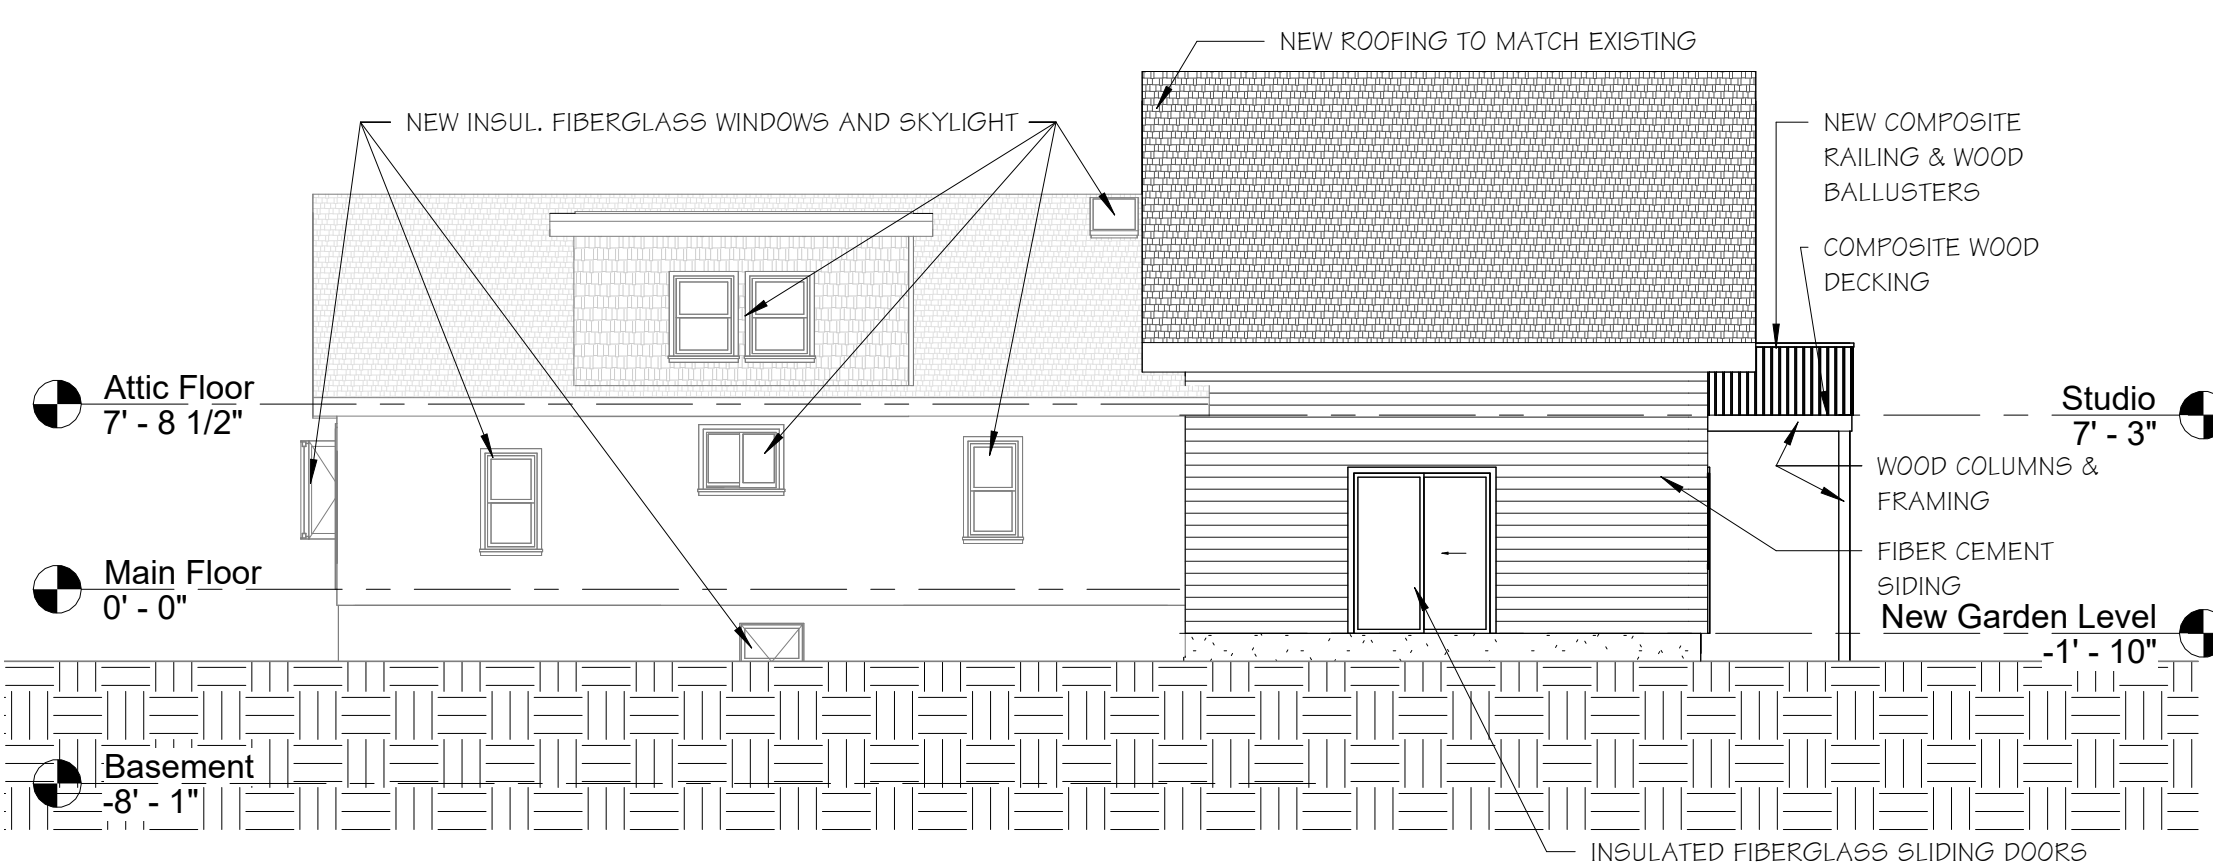 NEW ROOFING TO MATCH EXISTING
NEW INSUL. FIBERGLASS WINDOWS AND SKYLIGHT
NEW COMPOSITE
RAILING & WOOD
BALLUSTERS
COMPOSITE WOOD
DECKING
Attic Floor
7' - 8 1/2"
Studio
7' - 3"
WOOD COLUMNS &
FRAMING
FIBER CEMENT
SIDING
Main Floor
0' - 0"
New Garden Level
-1' - 10"
Basement
-8' - 1"
INSULATED FIBERGLASS SLIDING DOORS